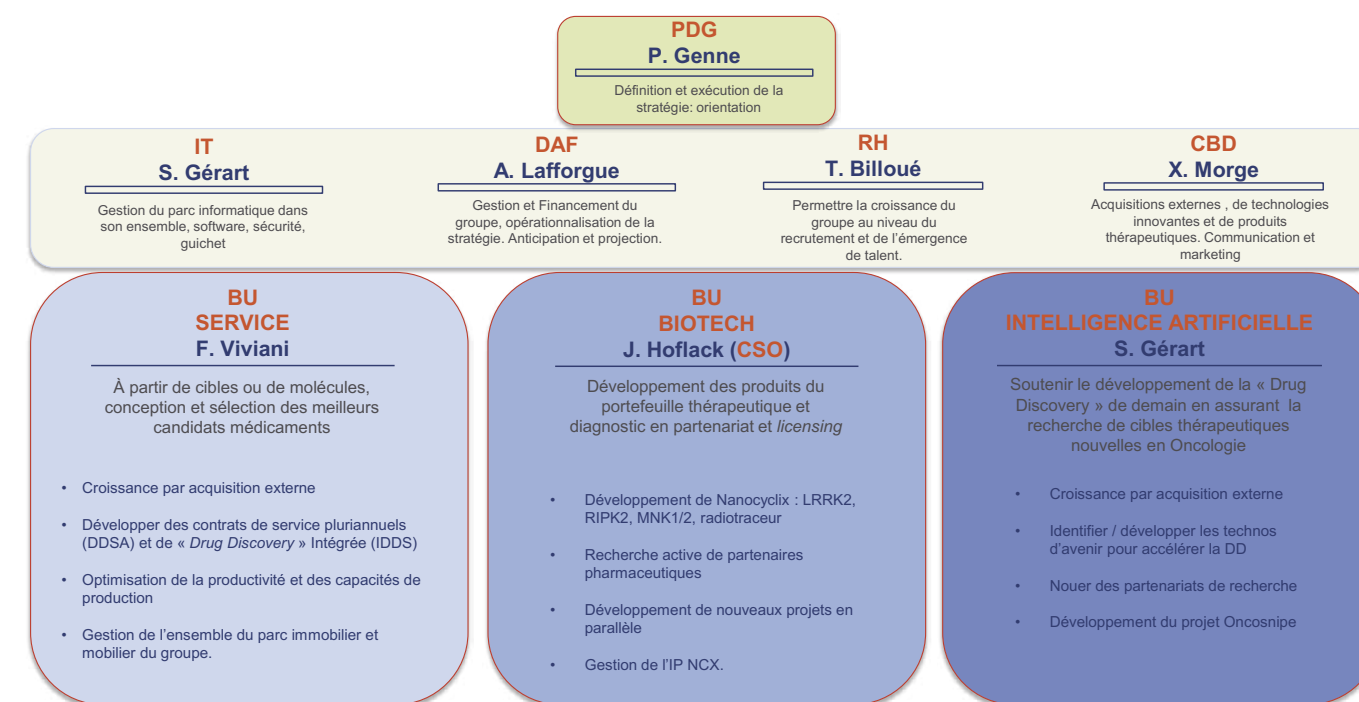 PDG
P. Genne
Définition et exécution de la
stratégie: orientation
IT
S. Gérart
Gestion du parc informatique dans
son ensemble, software, sécurité,
guichet
DAF
A. Lafforgue
Gestion et Financement du
groupe, opérationnalisation de la
stratégie. Anticipation et projection.
RH
T. Billoué
Permettre la croissance du
groupe au niveau du
recrutement et de l'émergence
de talent.
CBD
X. Morge
Acquisitions externes , de technologies
innovantes et de produits
thérapeutiques. Communication et
marketing
BU
SERVICE
F. Viviani
À partir de cibles ou de molécules,
conception et sélection des meilleurs
candidats médicaments
• Croissance par acquisition externe
• Développer des contrats de service pluriannuels
(DDSA) et de « Drug Discovery » Intégrée (IDDS)
• Optimisation de la productivité et des capacités de
production
• Gestion de l'ensemble du parc immobilier et
mobilier du groupe.
BU
BIOTECH
J. Hoflack (CSO)
Développement des produits du
portefeuille thérapeutique et
diagnostic en partenariat et licensing
• Développement de Nanocyclix : LRRK2,
RIPK2, MNK1/2, radiotraceur
• Recherche active de partenaires
pharmaceutiques
• Développement de nouveaux projets en
parallèle
• Gestion de l'IP NCX.
BU
INTELLIGENCE ARTIFICIELLE
S. Gérart
Soutenir le développement de la « Drug
Discovery » de demain en assurant la
recherche de cibles thérapeutiques
nouvelles en Oncologie
• Croissance par acquisition externe
• Identifier / développer les technos
d'avenir pour accélérer la DD
• Nouer des partenariats de recherche
• Développement du projet Oncosnipe